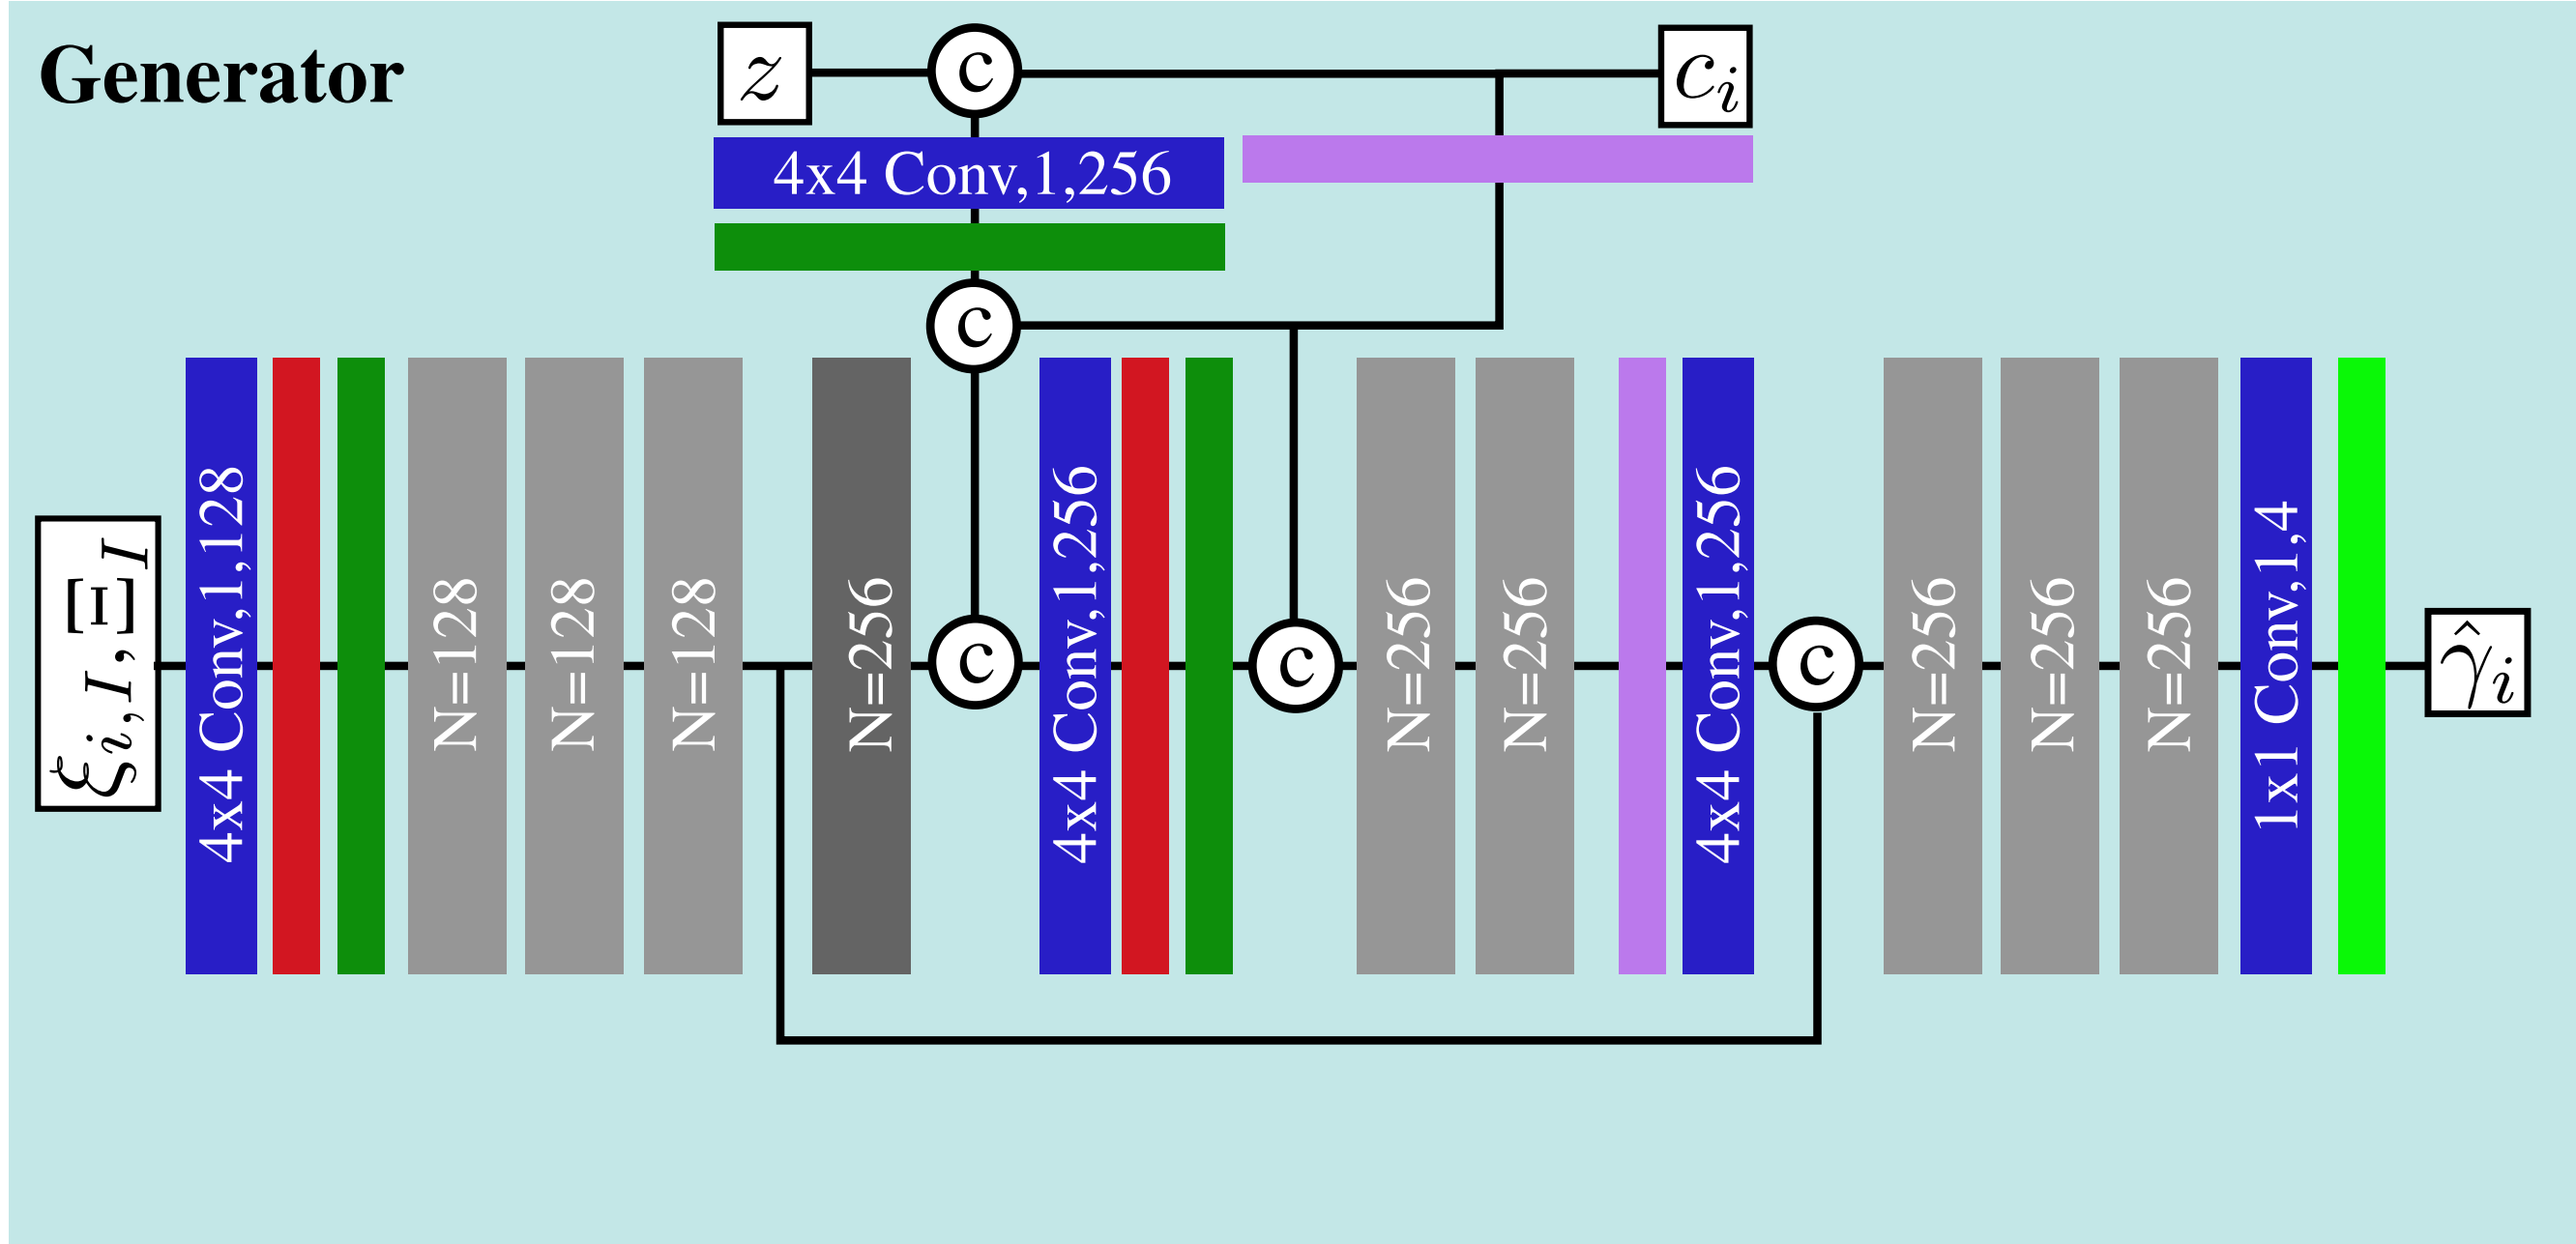 Generator
z
c
c_i
4x4 Conv,1,256
c
ξ_{i,I},Ξ_I
4x4 Conv,1,128
N=128
N=128
N=128
N=256
c
4x4 Conv,1,256
c
N=256
N=256
4x4 Conv,1,256
c
N=256
N=256
N=256
1x1 Conv,1,4
γ̂_i